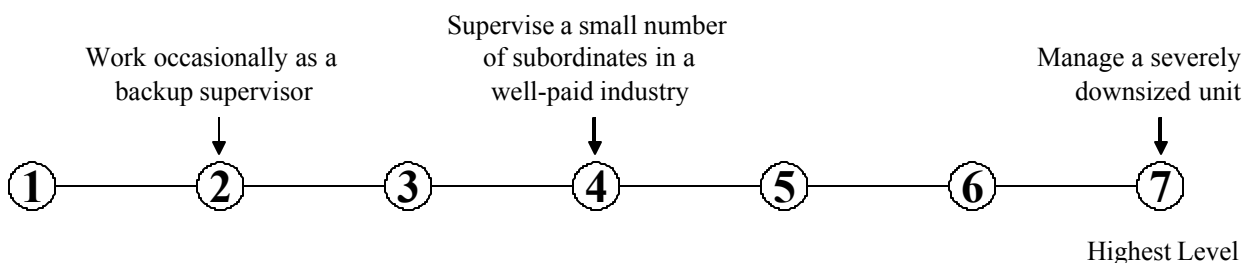 Work occasionally as a
backup supervisor
Supervise a small number
of subordinates in a
well-paid industry
Manage a severely
downsized unit
1 2 3 4 5 6 7
Highest Level